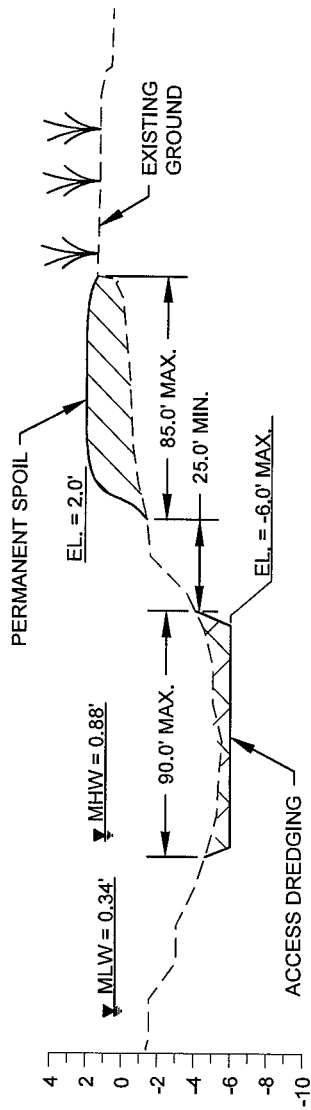 PERMANENT SPOIL
EL. = 2.0'
EXISTING
GROUND
MHW = 0.88'
MLW = 0.34'
85.0' MAX.
25.0' MIN.
90.0' MAX.
EL. = -6.0' MAX.
ACCESS DREDGING
4
2
0
-2
-4
-6
-8
-10